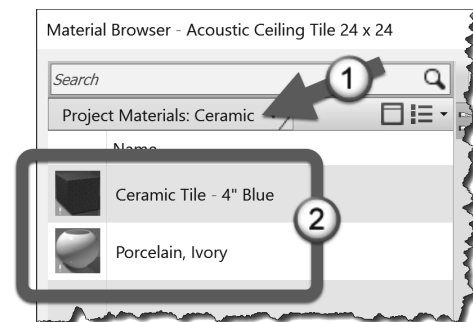 Material Browser - Acoustic Ceiling Tile 24 x 24
Search
1
Project Materials: Ceramic
Name
Ceramic Tile - 4" Blue
2
Porcelain, Ivory